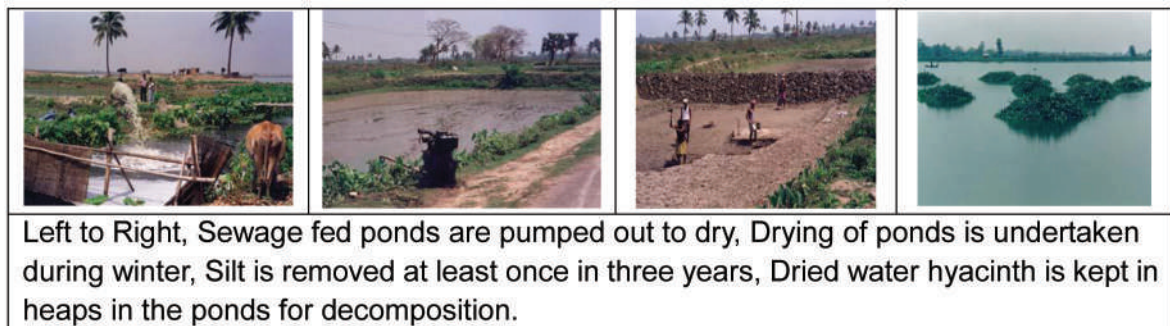 Left to Right, Sewage fed ponds are pumped out to dry, Drying of ponds is undertaken
during winter, Silt is removed at least once in three years, Dried water hyacinth is kept in
heaps in the ponds for decomposition.